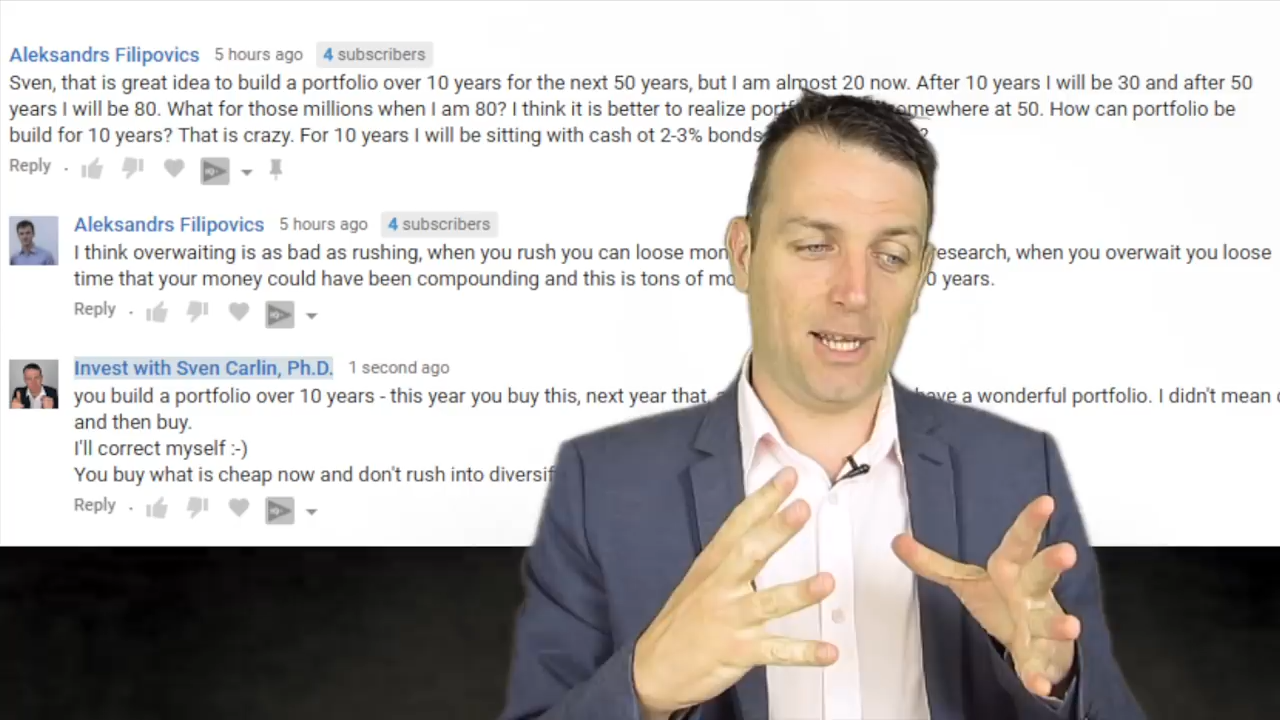 Aleksandrs Filipovics 5 hours ago 4 subscribers
Sven, that is great idea to build a portfolio over 10 years for the next 50 years, but I am almost 20 now. After 10 years I will be 30 and after 50
years I will be 80. What for those millions when I am 80? I think it is better to realize somewhere at 50. How can portfolio be
build for 10 years? That is crazy. For 10 years I will be sitting with cash ot 2-3% bonds ?
Reply
Aleksandrs Filipovics 5 hours ago 4 subscribers
I think overwaiting is as bad as rushing, when you rush you can loose research, when you overwait you loose
time that your money could have been compounding and this is tons of 0 years.
Reply
Invest with Sven Carlin, Ph.D. 1 second ago
you build a portfolio over 10 years - this year you buy this, next year that, have a wonderful portfolio. I didn't mean
and then buy.
I'll correct myself :-)
You buy what is cheap now and don't rush into
Reply